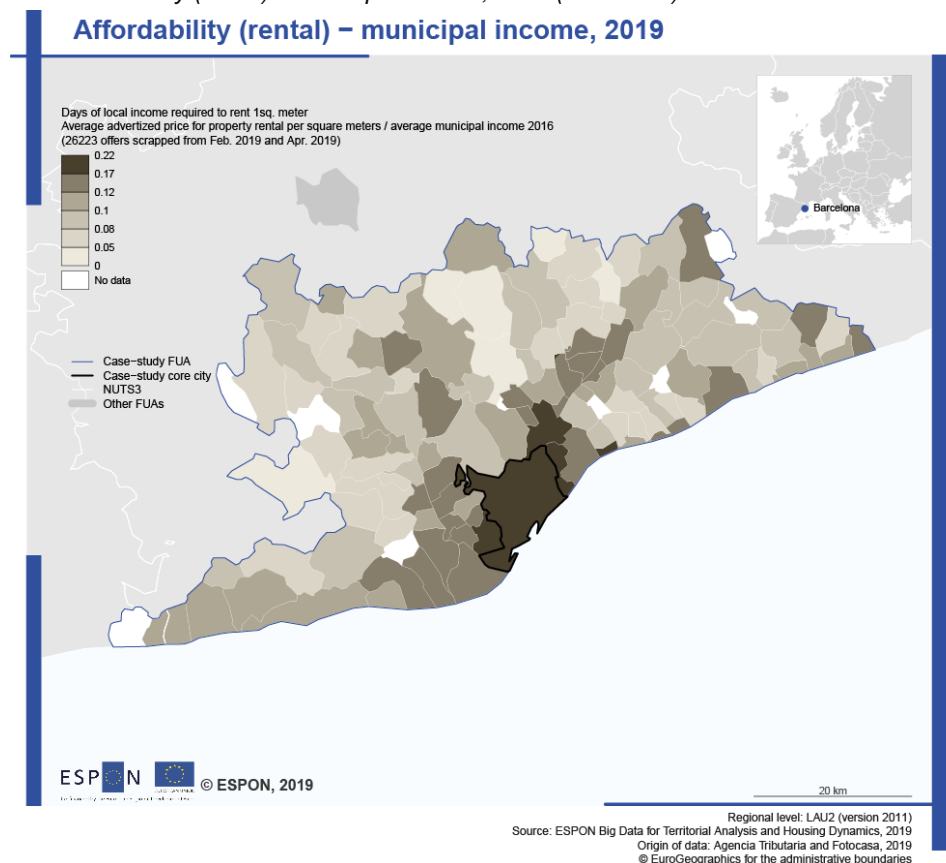 Affordability (rental) − municipal income, 2019
Days of local income required to rent 1sq. meter
Average advertized price for property rental per square meters / average municipal income 2016
(26223 offers scrapped from Feb. 2019 and Apr. 2019)
0.22
0.17
0.12
0.1
0.08
0.05
0
No data
Case−study FUA
Case−study core city
NUTS3
Other FUAs
Barcelona
ESPON
© ESPON, 2019
20 km
Regional level: LAU2 (version 2011)
Source: ESPON Big Data for Territorial Analysis and Housing Dynamics, 2019
Origin of data: Agencia Tributaria and Fotocasa, 2019
© EuroGeographics for the administrative boundaries